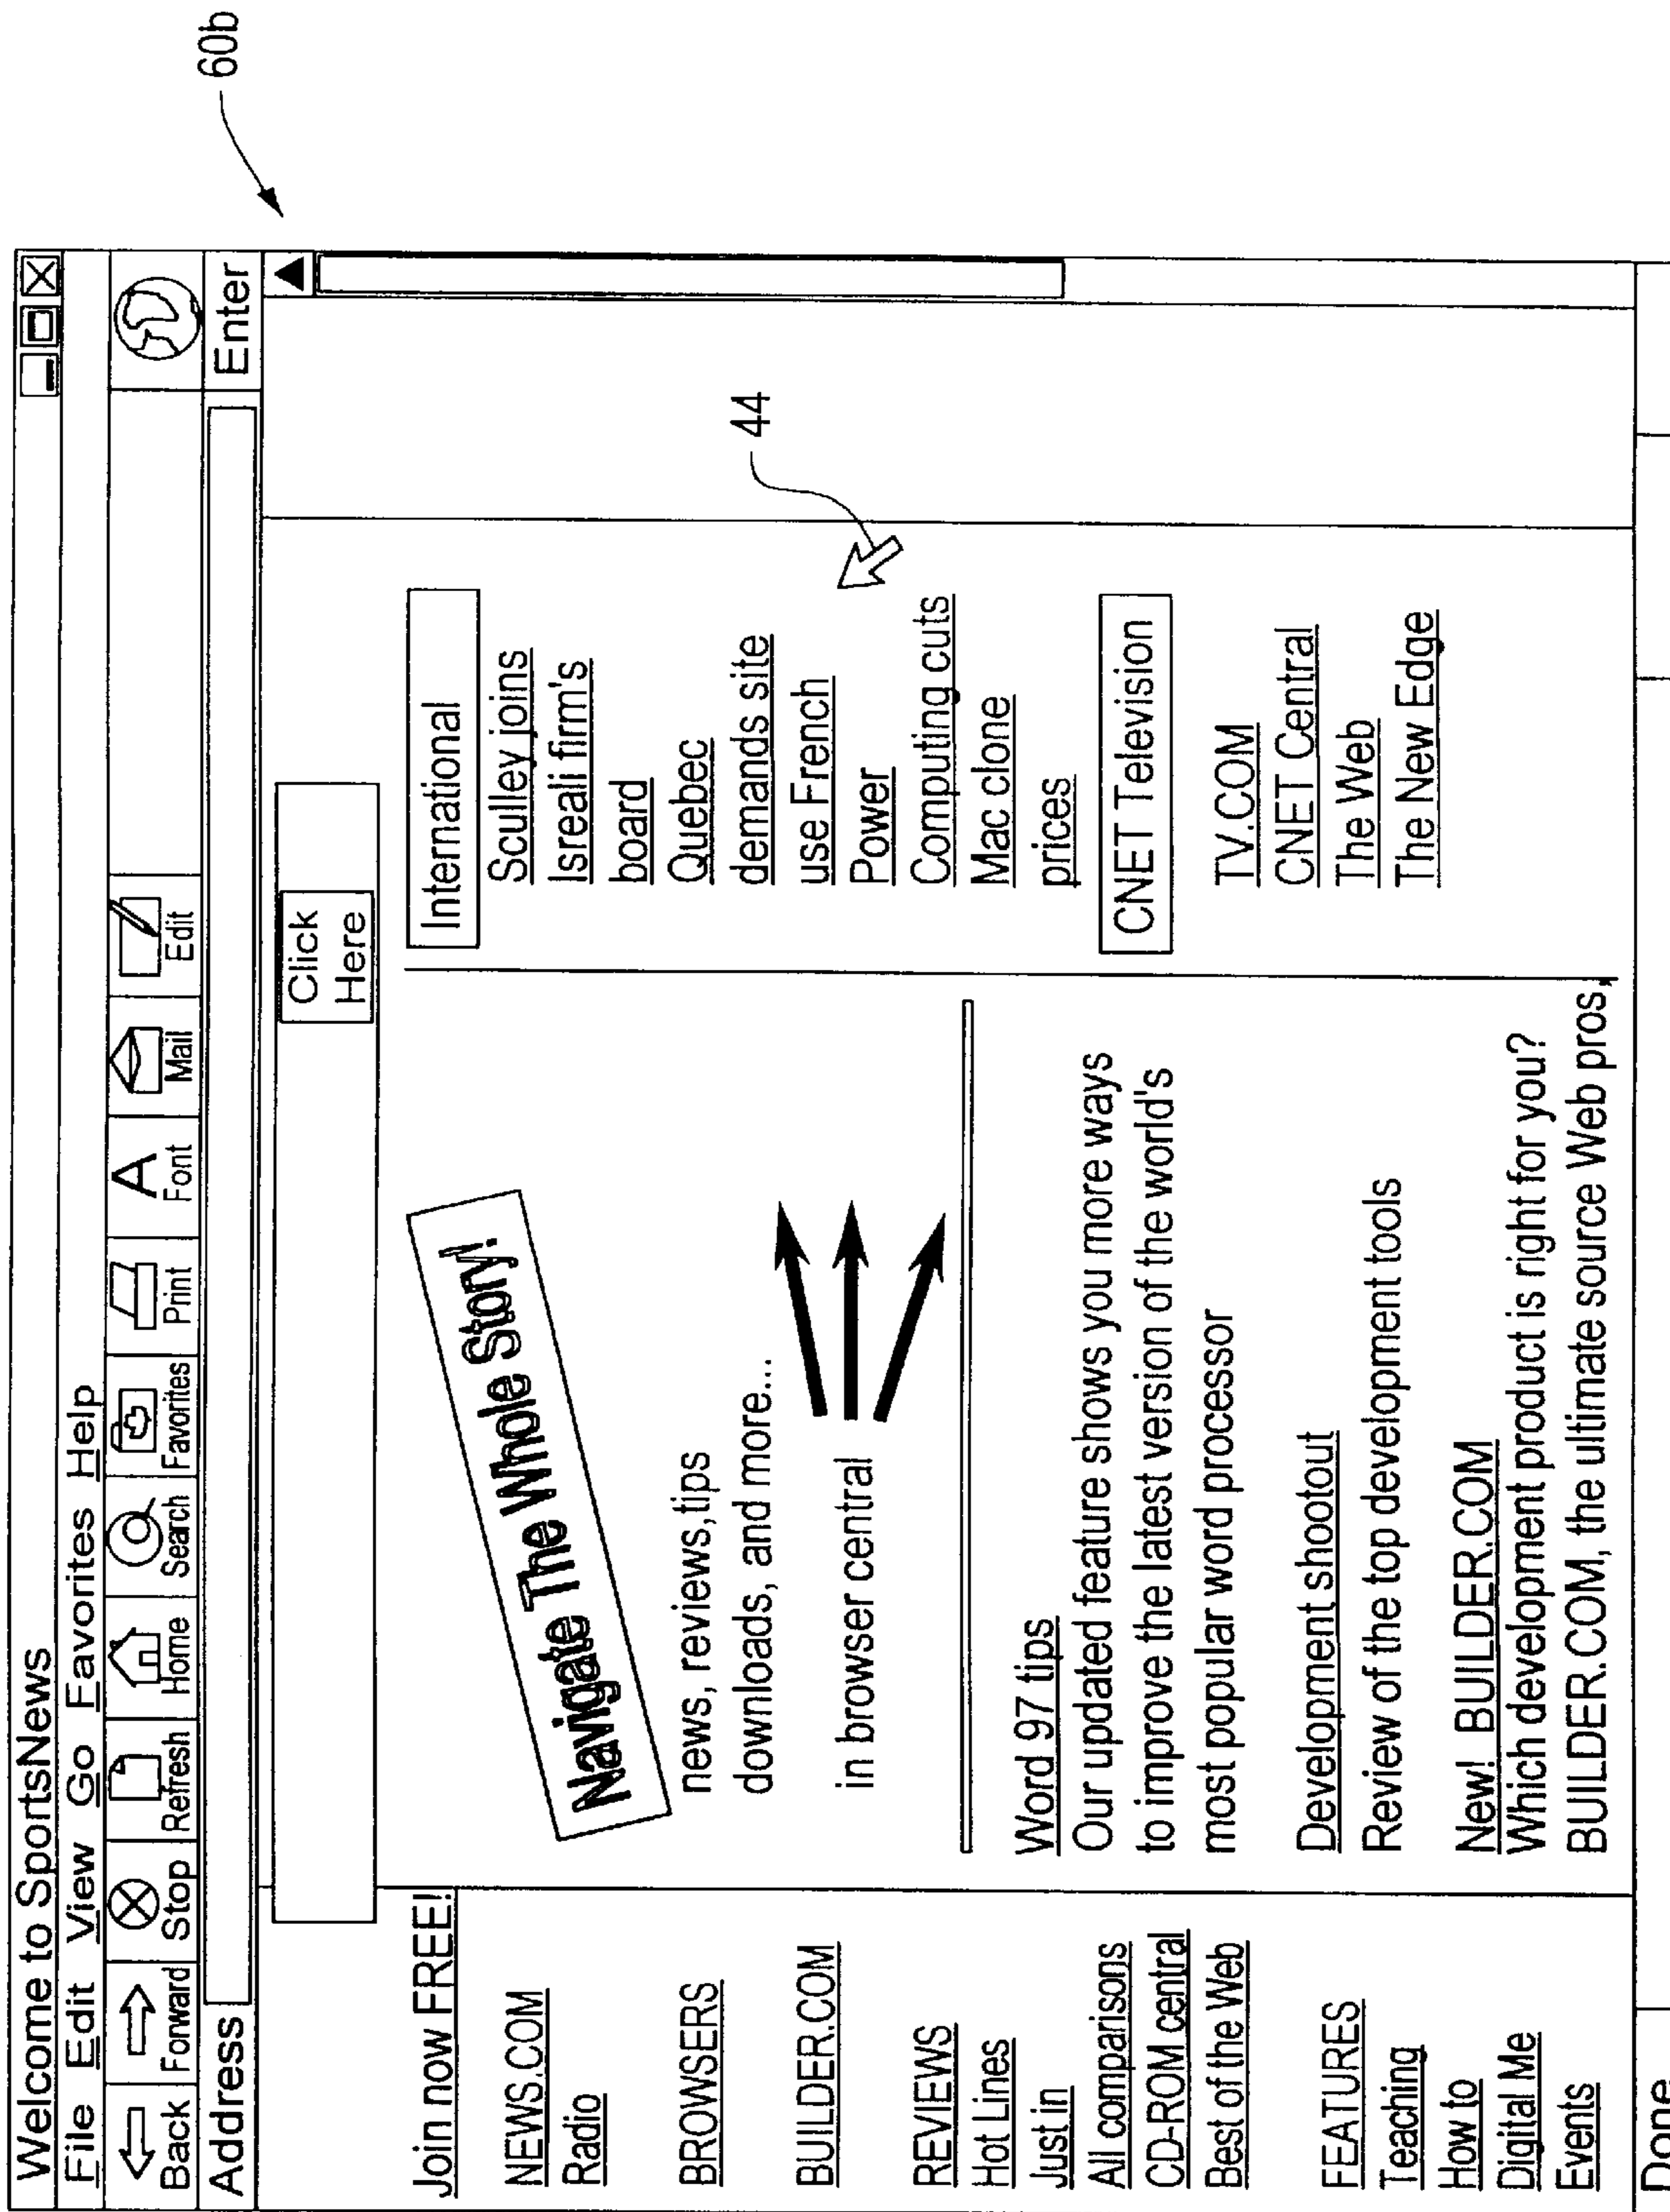 60b
Welcome to SportsNews
File Edit View Go Favorites Help
Back Forward Stop Refresh Home Search Favorites Print Font Mail Edit
Address Enter
Click
Here
Join now FREE!
NEWS.COM
Radio
BROWSERS
BUILDER.COM
REVIEWS
Hot Lines
Just in
All comparisons
CD-ROM central
Best of the Web
FEATURES
Teaching
How to
Digital Me
Events
Navigate The Whole Story!
news, reviews,tips
downloads, and more...
in browser central
Word 97 tips
Our updated feature shows you more ways
to improve the latest version of the world's
most popular word processor
Development shootout
Review of the top development tools
New! BUILDER.COM
Which development product is right for you?
BUILDER.COM, the ultimate source Web pros,
International
Sculley joins
Isreali firm's
board
Quebec
demands site
use French
Power
Computing cuts
Mac clone
prices
44
CNET Television
TV.COM
CNET Central
The Web
The New Edge
Done